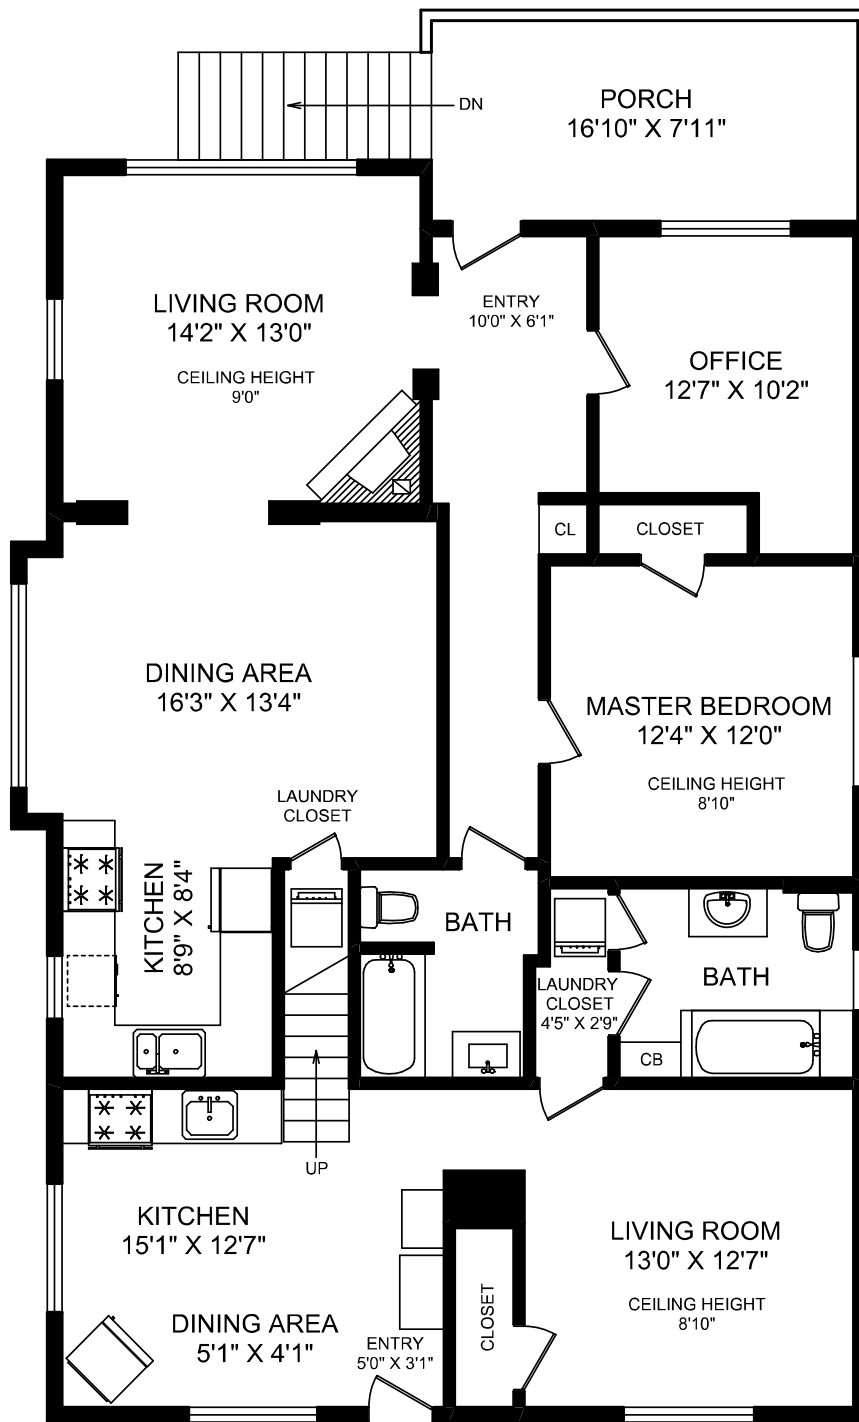 PORCH
16'10" X 7'11"
DN
LIVING ROOM
14'2" X 13'0"
CEILING HEIGHT
9'0"
ENTRY
10'0" X 6'1"
OFFICE
12'7" X 10'2"
CL
CLOSET
DINING AREA
16'3" X 13'4"
MASTER BEDROOM
12'4" X 12'0"
CEILING HEIGHT
8'10"
LAUNDRY
CLOSET
KITCHEN
8'9" X 8'4"
BATH
BATH
LAUNDRY
CLOSET
4'5" X 2'9"
CB
UP
KITCHEN
15'1" X 12'7"
LIVING ROOM
13'0" X 12'7"
CEILING HEIGHT
8'10"
CLOSET
DINING AREA
5'1" X 4'1"
ENTRY
5'0" X 3'1"